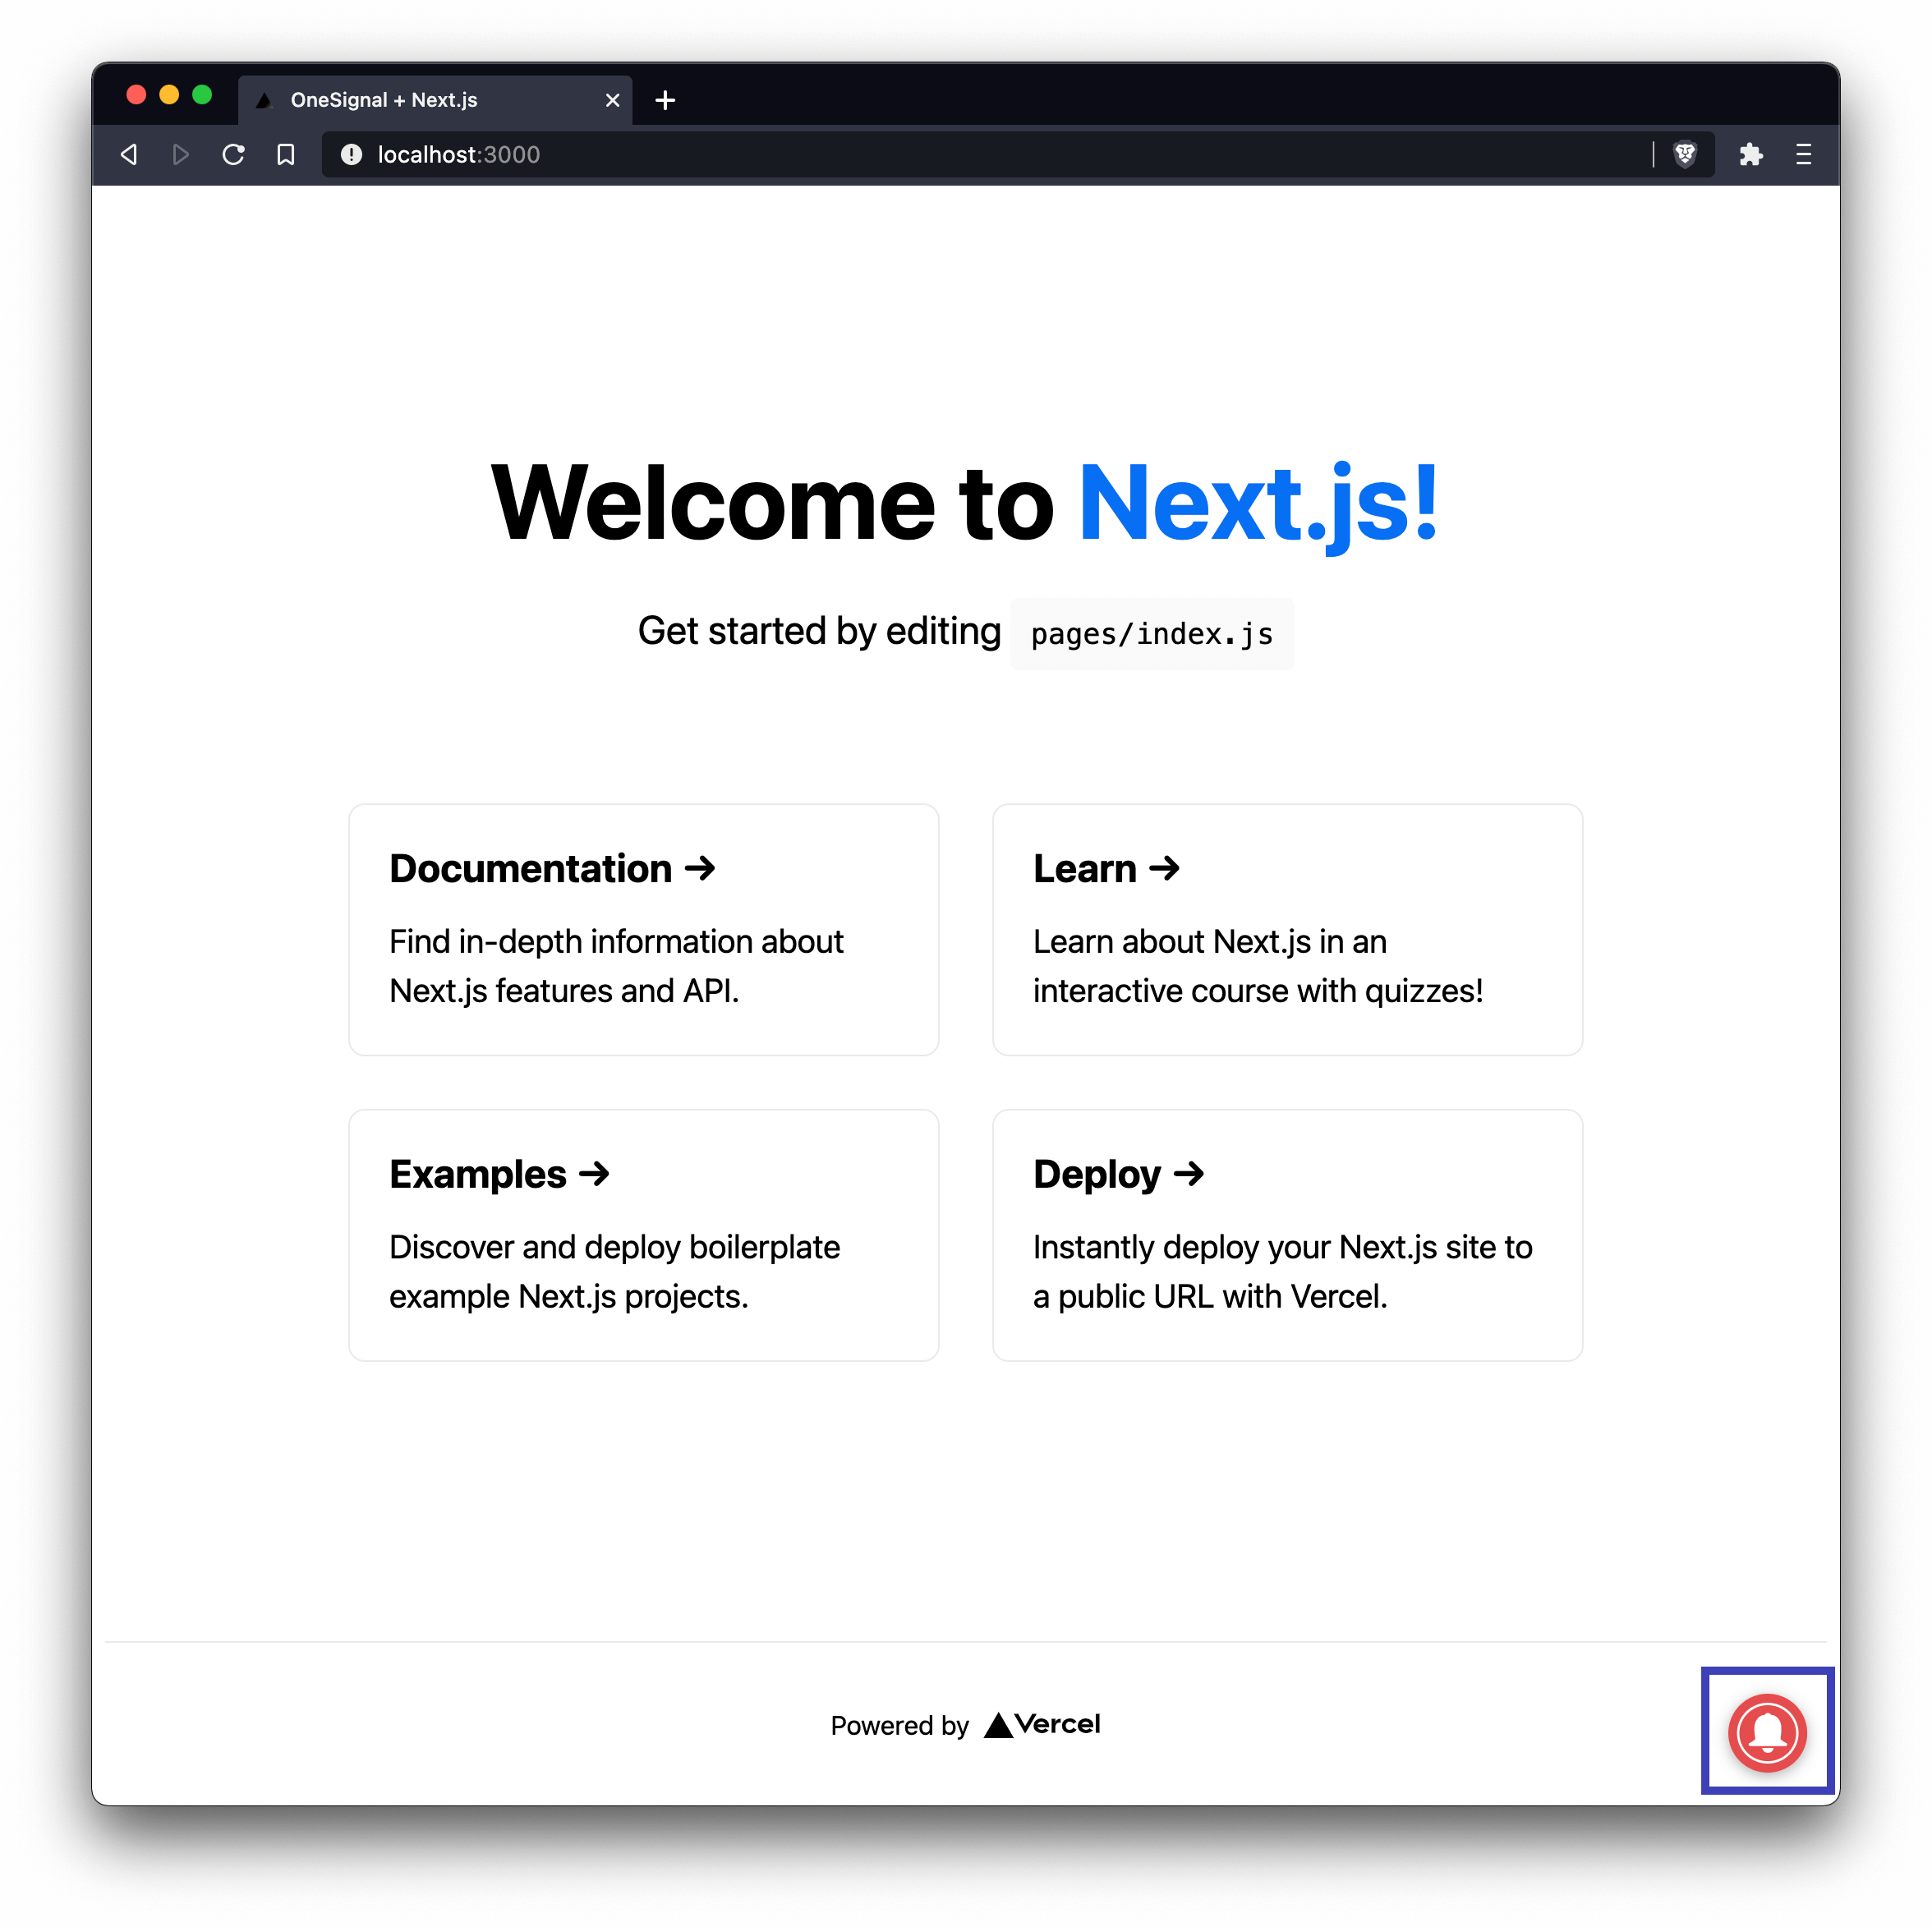 OneSignal + Next.js
localhost:3000
Welcome to Next.js!
Get started by editing pages/index.js
Documentation →
Find in-depth information about
Next.js features and API.
Learn →
Learn about Next.js in an
interactive course with quizzes!
Examples →
Discover and deploy boilerplate
example Next.js projects.
Deploy →
Instantly deploy your Next.js site to
a public URL with Vercel.
Powered by Vercel